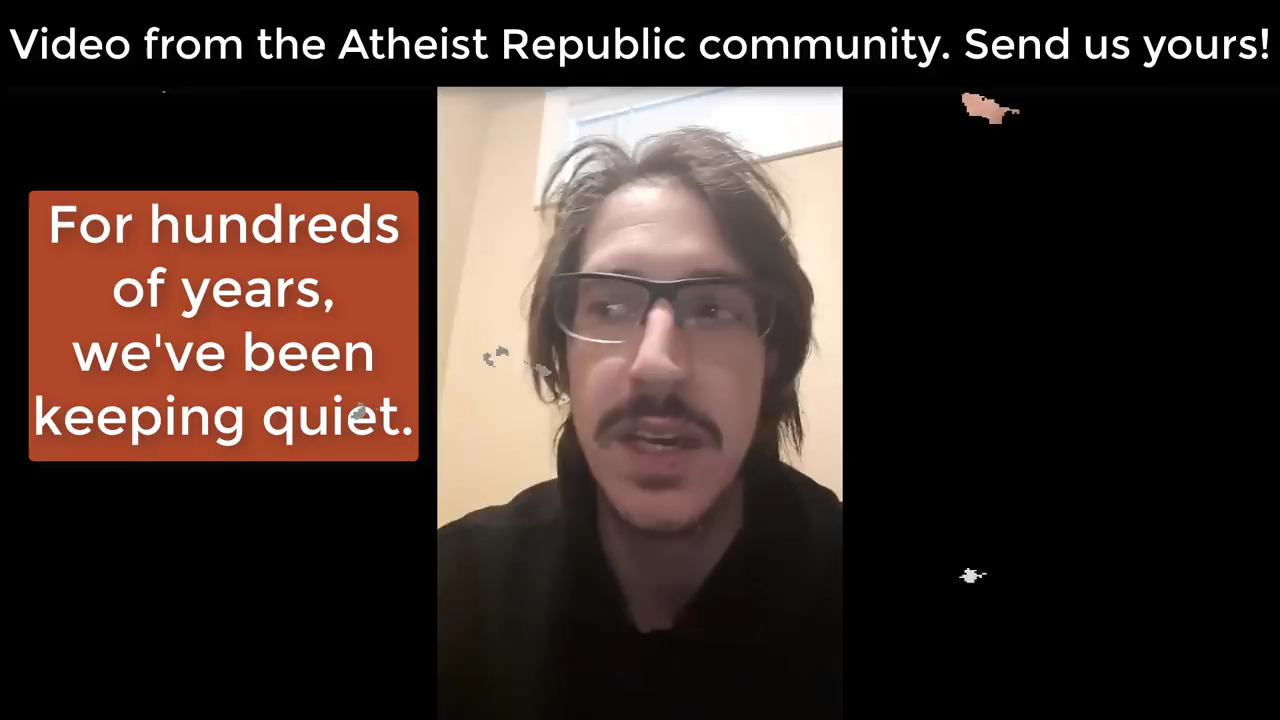 Video from the Atheist Republic community. Send us yours!
For hundreds
of years,
we've been
keeping quiet.